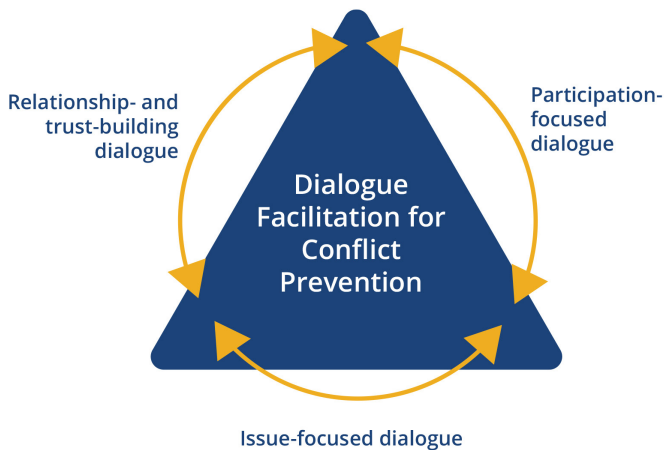 Relationship- and
trust-building
dialogue
Participation-
focused
dialogue
Dialogue
Facilitation for
Conflict
Prevention
Issue-focused dialogue